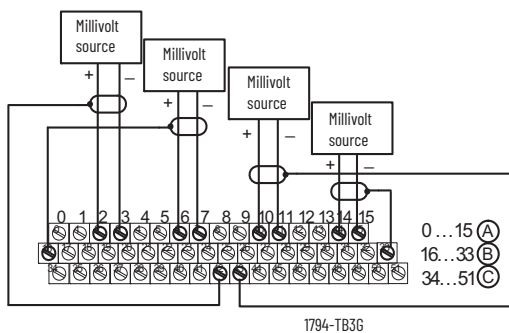 Millivolt
source
+ –
Millivolt
source
+ –
Millivolt
source
+ –
Millivolt
source
+ –
0 1 2 3 4 5 6 7 8 9 10 11 12 13 14 15
0...15 A
16...33 B
34...51 C
1794-TB3G